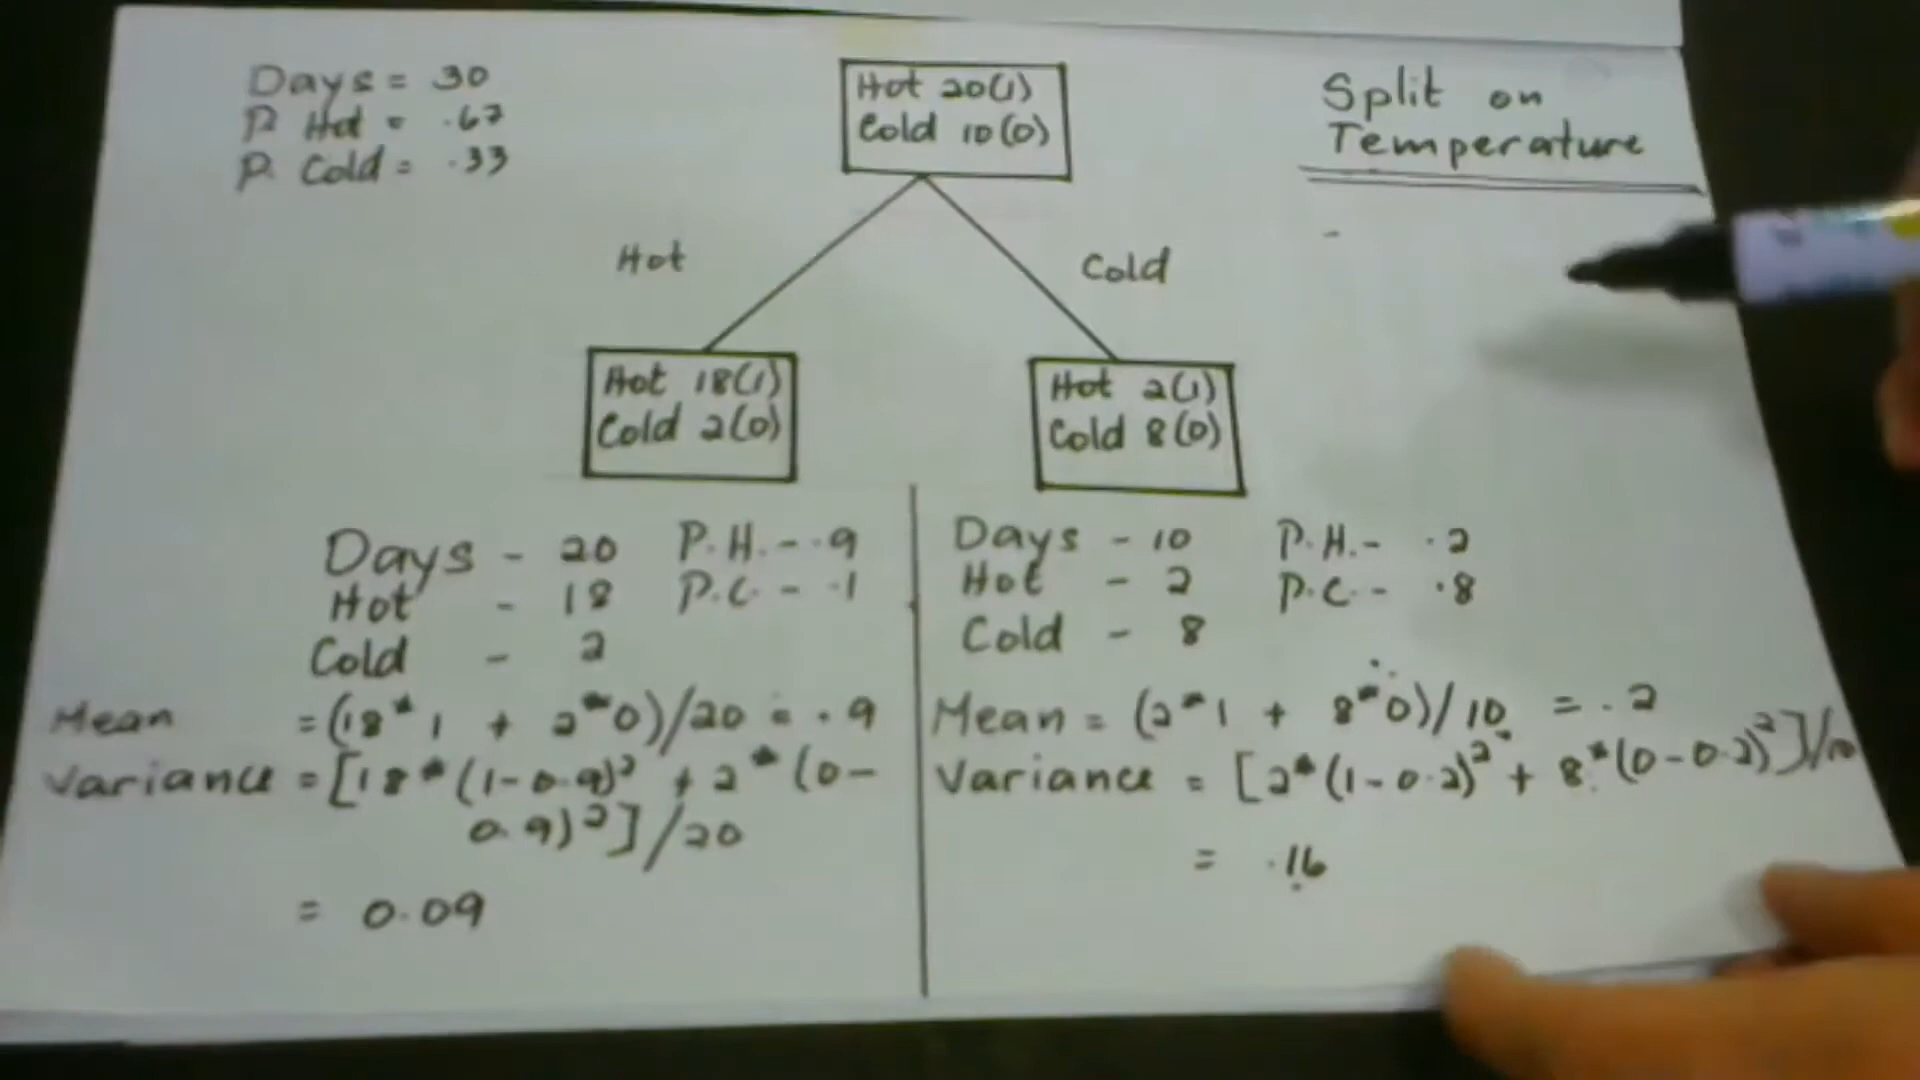 Days = 30
P Hot = .67
P. Cold = .33
Hot 20(1)
Cold 10(0)
Split on
Temperature
Hot
Cold
Hot 18(1)
Cold 2(0)
Hot 2(1)
Cold 8(0)
Days - 20 P.H. - .9
Hot - 18 P.C. - .1
Cold - 2
Mean = (18*1 + 2*0)/20 = .9
Variance = [18*(1-0.9)² + 2*(0-
0.9)²]/20
= 0.09
Days - 10 P.H. - .2
Hot - 2 P.C. - .8
Cold - 8
Mean = (2*1 + 8*0)/10 = .2
Variance = [2*(1-0.2)² + 8*(0-0.2)²]/10
= .16